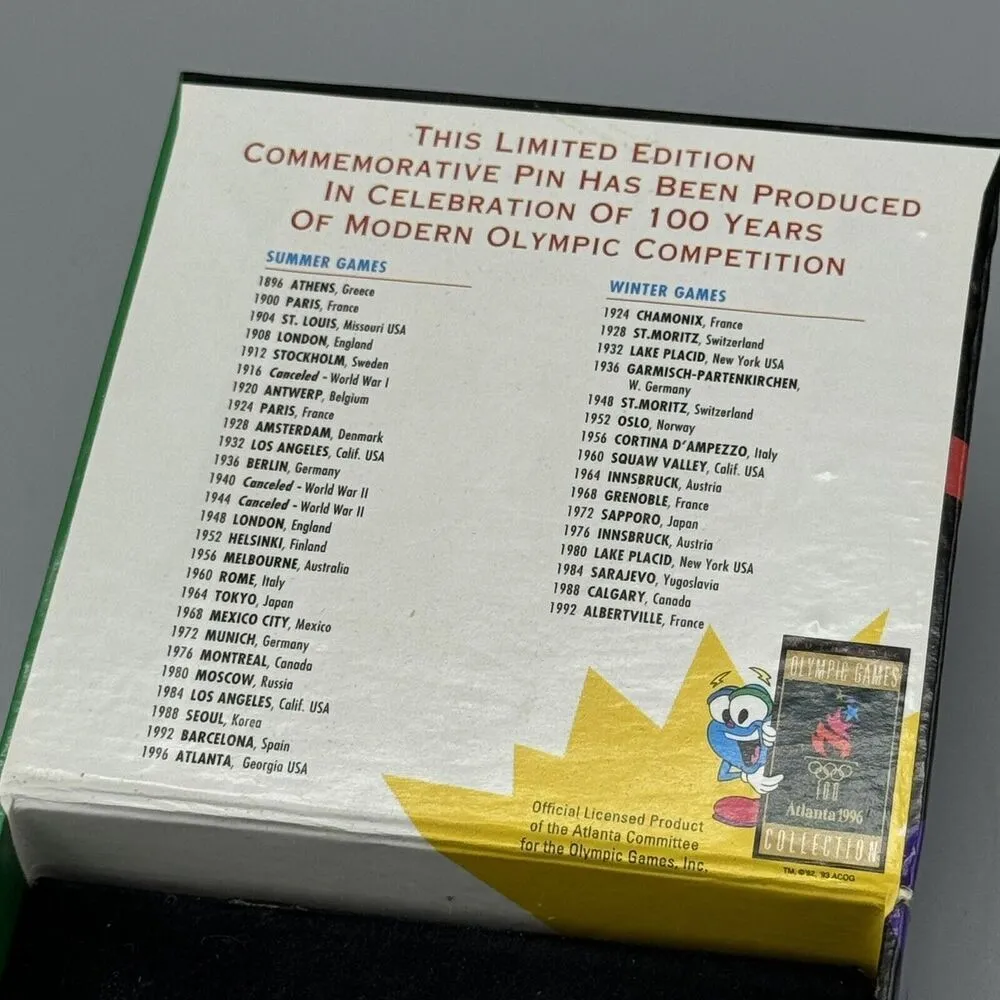 THIS LIMITED EDITION
COMMEMORATIVE PIN HAS BEEN PRODUCED
IN CELEBRATION OF 100 YEARS
OF MODERN OLYMPIC COMPETITION
SUMMER GAMES
1896 ATHENS, Greece
1900 PARIS, France
1904 ST. LOUIS, Missouri USA
1908 LONDON, England
1912 STOCKHOLM, Sweden
1916 Canceled - World War I
1920 ANTWERP, Belgium
1924 PARIS, France
1928 AMSTERDAM, Denmark
1932 LOS ANGELES, Calif. USA
1936 BERLIN, Germany
1940 Canceled - World War II
1944 Canceled - World War II
1948 LONDON, England
1952 HELSINKI, Finland
1956 MELBOURNE, Australia
1960 ROME, Italy
1964 TOKYO, Japan
1968 MEXICO CITY, Mexico
1972 MUNICH, Germany
1976 MONTREAL, Canada
1980 MOSCOW, Russia
1984 LOS ANGELES, Calif. USA
1988 SEOUL, Korea
1992 BARCELONA, Spain
1996 ATLANTA, Georgia USA
WINTER GAMES
1924 CHAMONIX, France
1928 ST.MORITZ, Switzerland
1932 LAKE PLACID, New York USA
1936 GARMISCH-PARTENKIRCHEN,
W. Germany
1948 ST.MORITZ, Switzerland
1952 OSLO, Norway
1956 CORTINA D'AMPEZZO, Italy
1960 SQUAW VALLEY, Calif. USA
1964 INNSBRUCK, Austria
1968 GRENOBLE, France
1972 SAPPORO, Japan
1976 INNSBRUCK, Austria
1980 LAKE PLACID, New York USA
1984 SARAJEVO, Yugoslavia
1988 CALGARY, Canada
1992 ALBERTVILLE, France
Official Licensed Product
of the Atlanta Committee
for the Olympic Games, Inc.
OLYMPIC GAMES
100
Atlanta 1996
COLLECTION
TM, ©'92, '93 ACOG